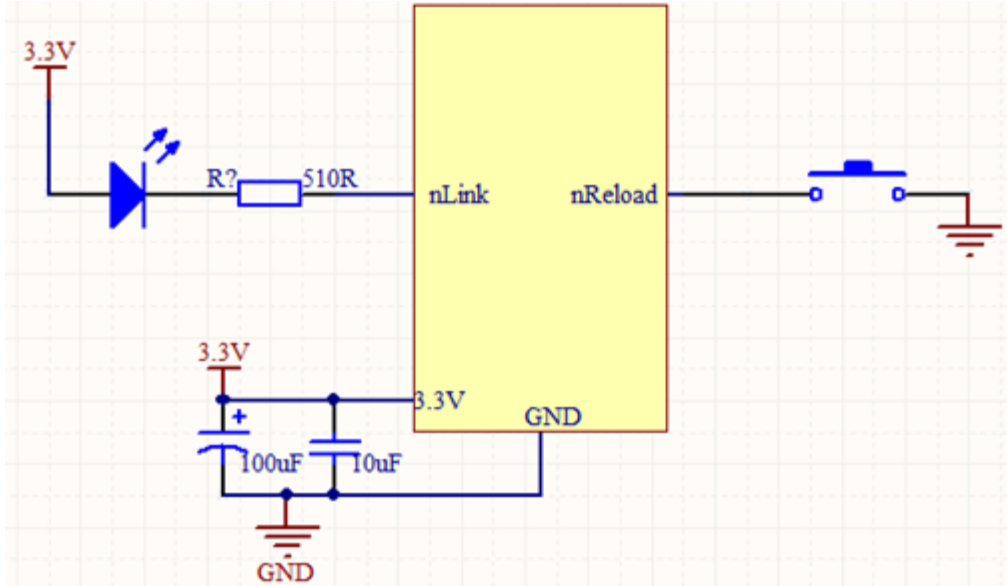 3.3V
R?
510R
nLink
nReload
3.3V
3.3V
GND
+
100uF
10uF
GND